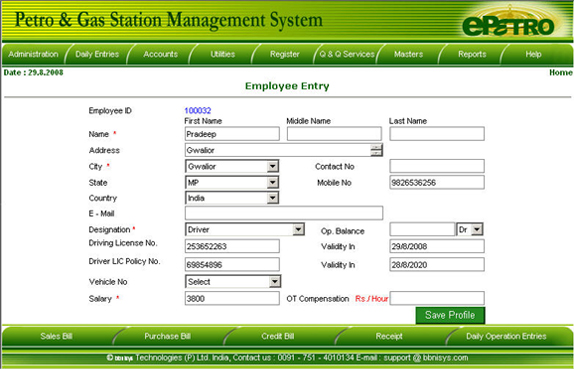 Petro & Gas Station Management System
ePeTRO
Administration Daily Entries Accounts Utilities Register Q & Q Services Masters Reports Help
Date : 29.8.2008 Home
Employee Entry
Employee ID 100032
First Name Middle Name Last Name
Name * Pradeep
Address Gwalior
City * Gwalior Contact No
State MP Mobile No 9826536256
Country India
E - Mail
Designation * Driver Op. Balance Dr
Driving License No. 253652263 Validity In 29/8/2008
Driver LIC Policy No. 69854896 Validity In 28/8/2020
Vehicle No Select
Salary * 3800 OT Compensation Rs./ Hour
Save Profile
Sales Bill Purchase Bill Credit Bill Receipt Daily Operation Entries
© Technologies (P) Ltd. India, Contact us : 0091 - 751 - 4010134 E-mail : support @ bbnisys.com